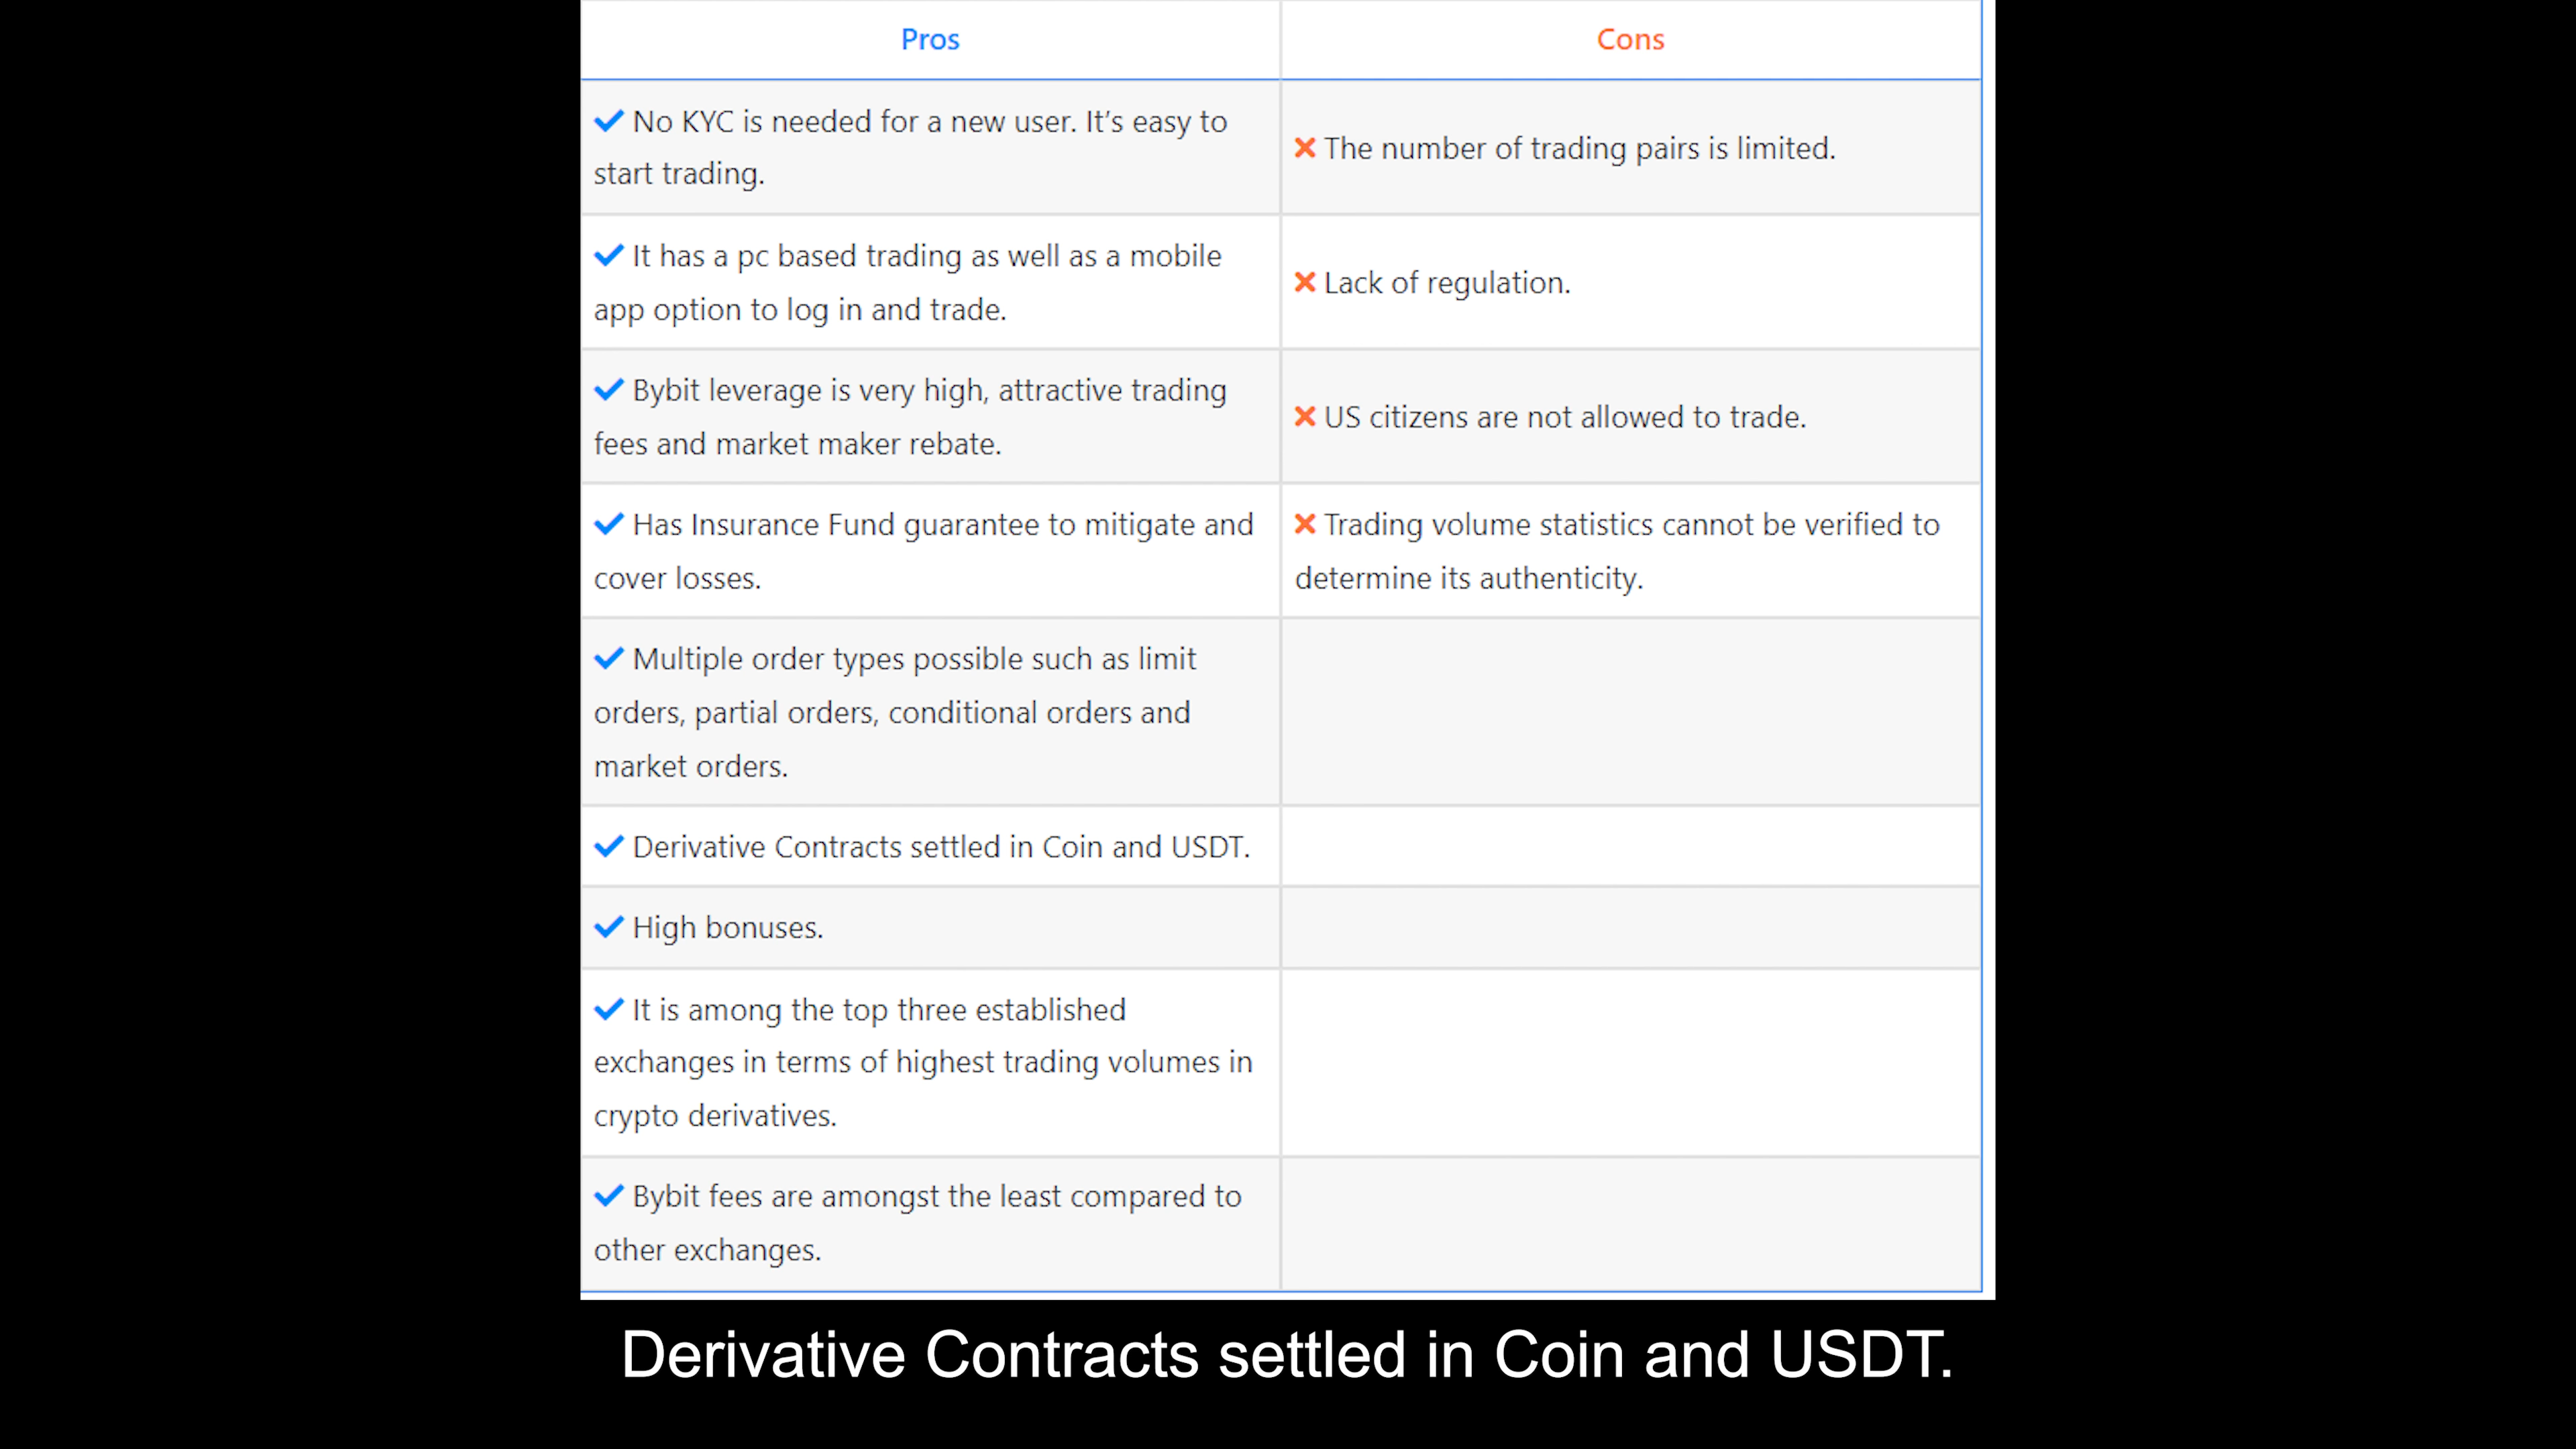 Pros
Cons
No KYC is needed for a new user. It's easy to
start trading.
The number of trading pairs is limited.
It has a pc based trading as well as a mobile
app option to log in and trade.
Lack of regulation.
Bybit leverage is very high, attractive trading
fees and market maker rebate.
US citizens are not allowed to trade.
Has Insurance Fund guarantee to mitigate and
cover losses.
Trading volume statistics cannot be verified to
determine its authenticity.
Multiple order types possible such as limit
orders, partial orders, conditional orders and
market orders.
Derivative Contracts settled in Coin and USDT.
High bonuses.
It is among the top three established
exchanges in terms of highest trading volumes in
crypto derivatives.
Bybit fees are amongst the least compared to
other exchanges.
Derivative Contracts settled in Coin and USDT.